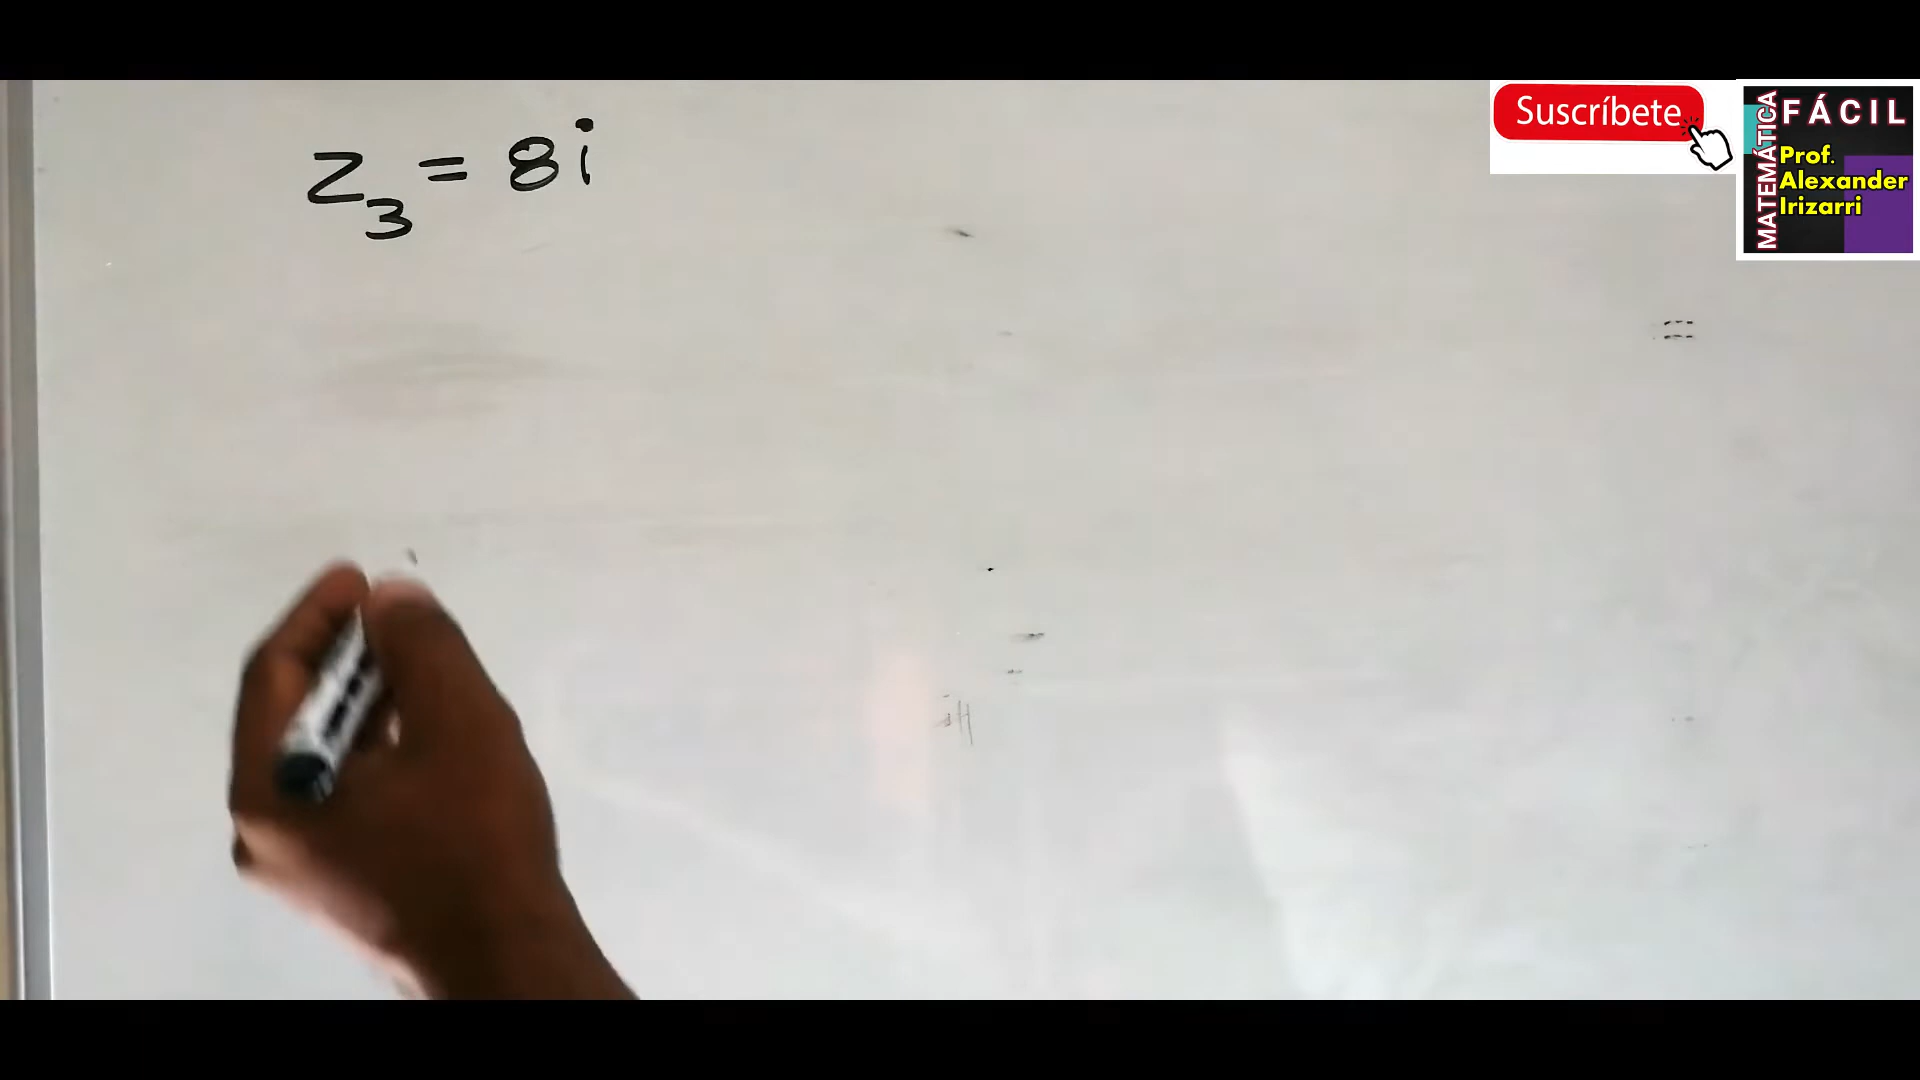 z₃ = 8i
Suscríbete
MATEMÁTICA
FÁCIL
Prof.
Alexander
Irizarri